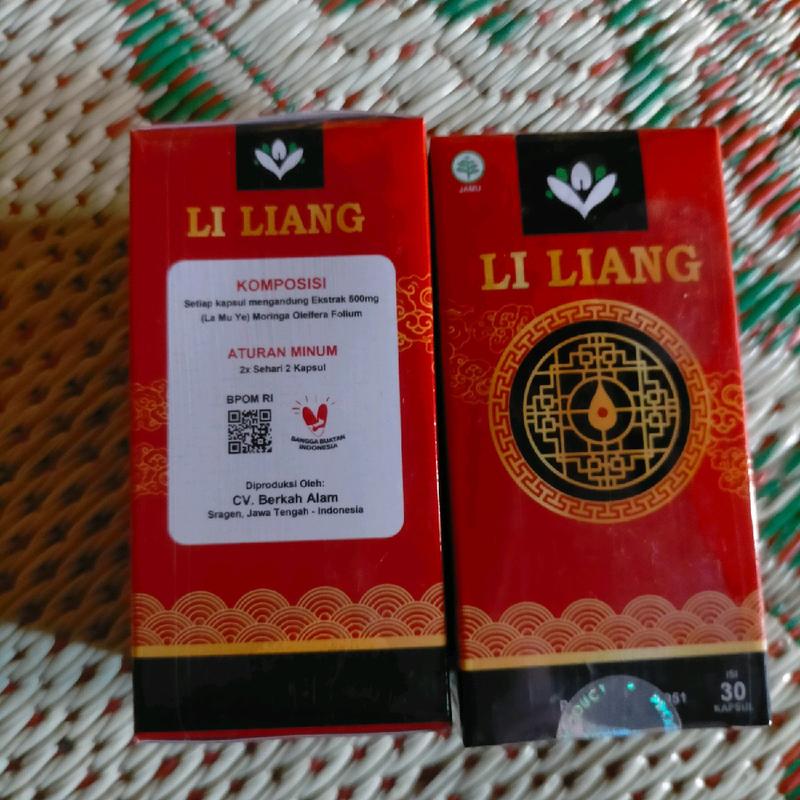 LI LIANG
KOMPOSISI
Setiap kapsul mengandung Ekstrak 500mg
(La Mu Ye) Moringa Oleifera Folium
ATURAN MINUM
2x Sehari 2 Kapsul
BPOM RI
BANGGA BUATAN
INDONESIA
Diproduksi Oleh:
CV. Berkah Alam
Sragen, Jawa Tengah - Indonesia
JAMU
LI LIANG
951
ISI
30
KAPSUL